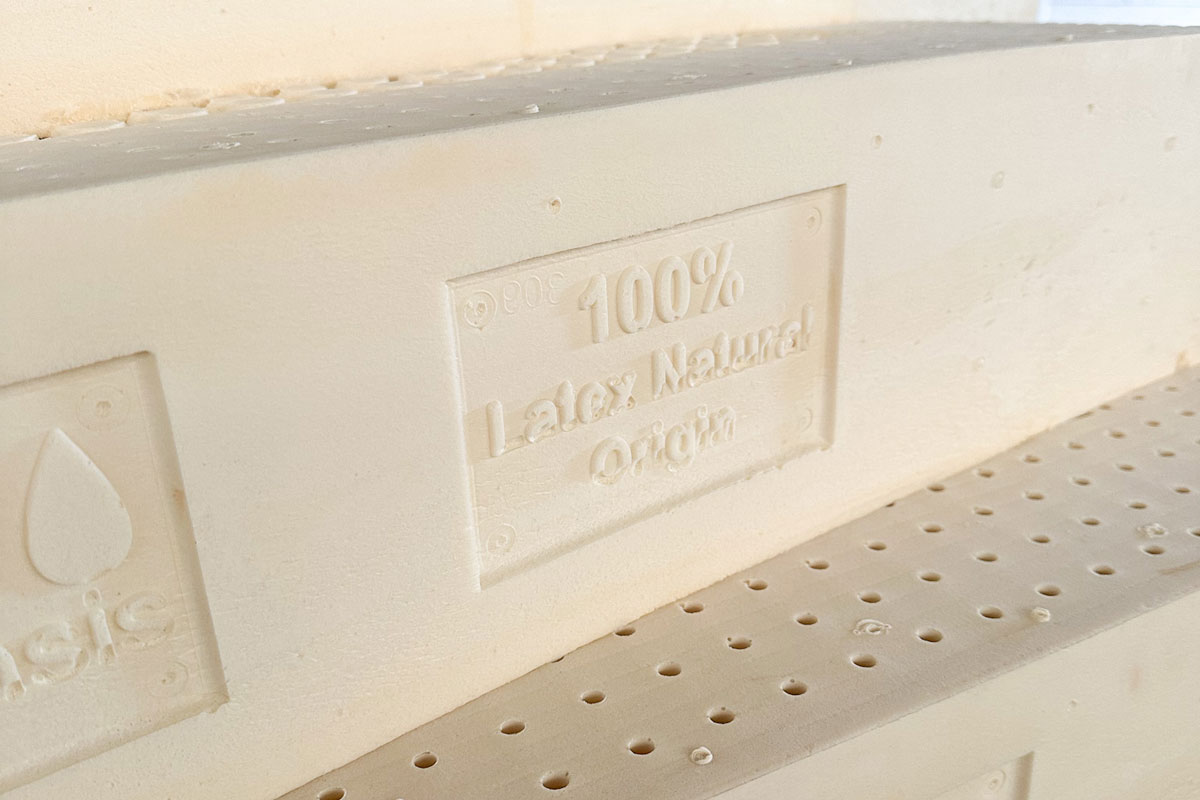 100%
Latex Natural
Origin